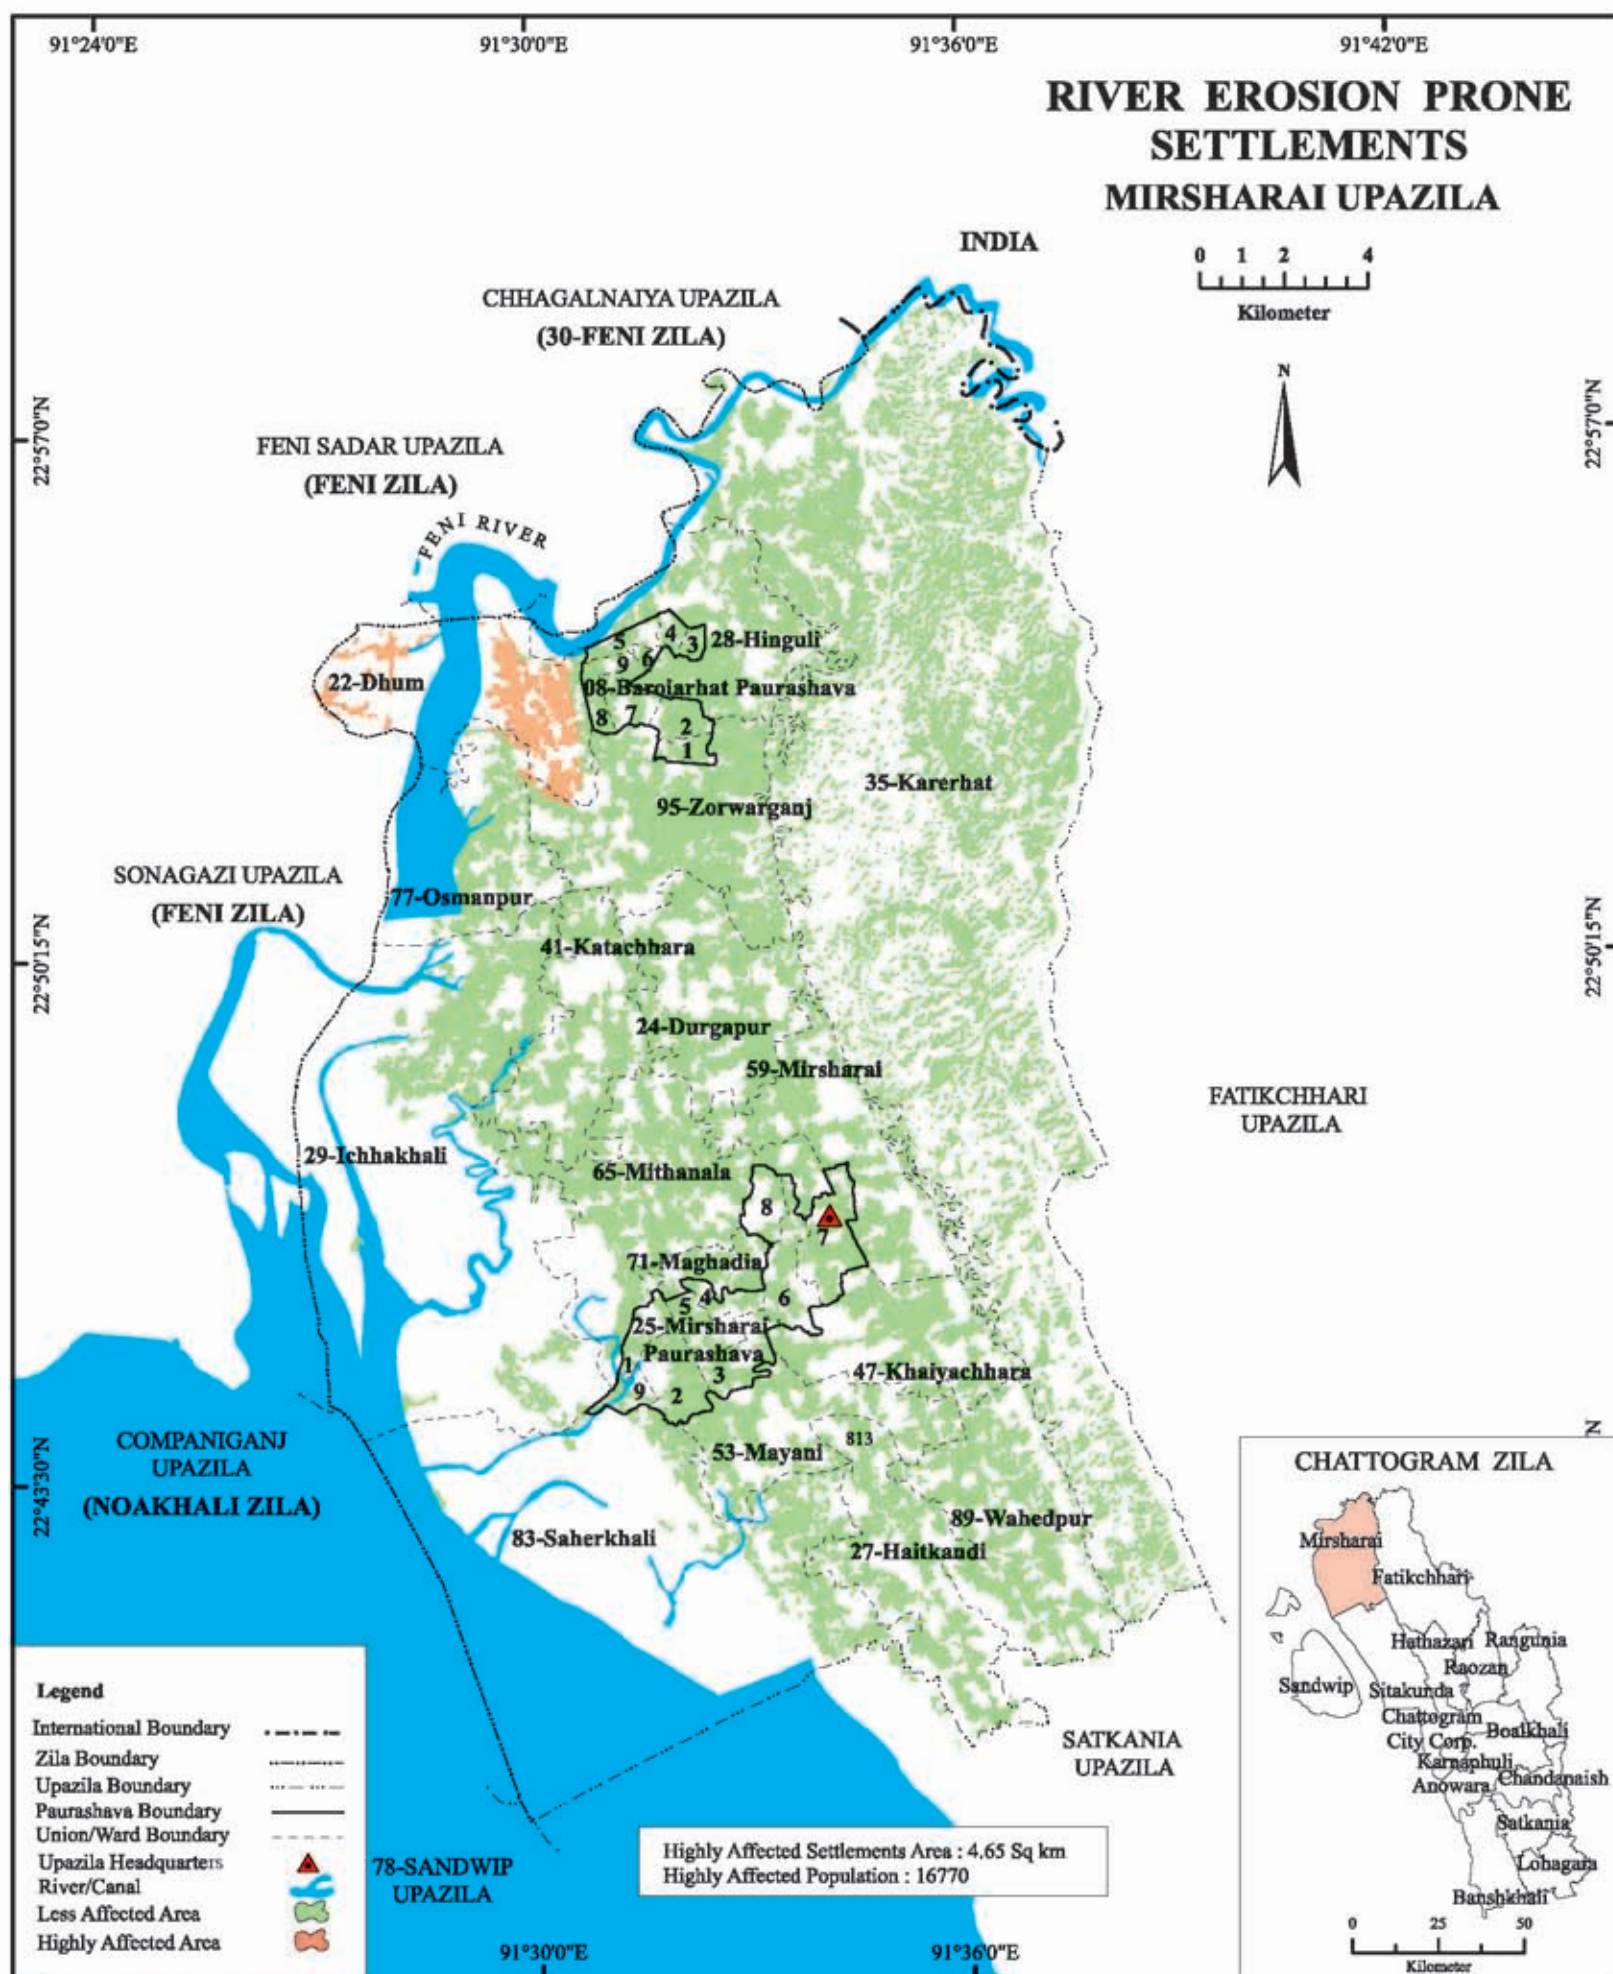 91°24'0"E
91°30'0"E
91°36'0"E
91°42'0"E
RIVER EROSION PRONE
SETTLEMENTS
MIRSHARAI UPAZILA
INDIA
0 1 2 4
Kilometer
N
CHHAGALNAIYA UPAZILA
(30-FENI ZILA)
22°57'0"N
22°57'0"N
FENI SADAR UPAZILA
(FENI ZILA)
FENI RIVER
5
4
3
28-Hinguli
9
6
22-Dhum
08-Baroiarhat Paurashava
8
7
2
1
35-Karerhat
95-Zorwarganj
SONAGAZI UPAZILA
(FENI ZILA)
77-Osmanpur
41-Katachhara
22°50'15"N
22°50'15"N
24-Durgapur
59-Mirsharai
FATIKCHHARI
UPAZILA
29-Ichhakhali
65-Mithanala
8
7
71-Maghadia
5
4
6
25-Mirsharai
Paurashava
1
3
9
2
47-Khaiyachhara
COMPANIGANJ
UPAZILA
(NOAKHALI ZILA)
22°43'30"N
N
53-Mayani
813
83-Saherkhali
89-Wahedpur
27-Haitkandi
CHATTOGRAM ZILA
Mirsharai
Fatikchhari
Hathazari
Rangunia
Raozan
Sandwip
Sitakunda
Chattogram
City Corp.
Boalkhali
Karnaphuli
Anowara
Chandanaish
Satkania
Lohagara
Banshkhali
0 25 50
Kilometer
SATKANIA
UPAZILA
Legend
International Boundary
Zila Boundary
Upazila Boundary
Paurashava Boundary
Union/Ward Boundary
Upazila Headquarters
River/Canal
Less Affected Area
Highly Affected Area
78-SANDWIP
UPAZILA
Highly Affected Settlements Area : 4.65 Sq km
Highly Affected Population : 16770
91°30'0"E
91°36'0"E